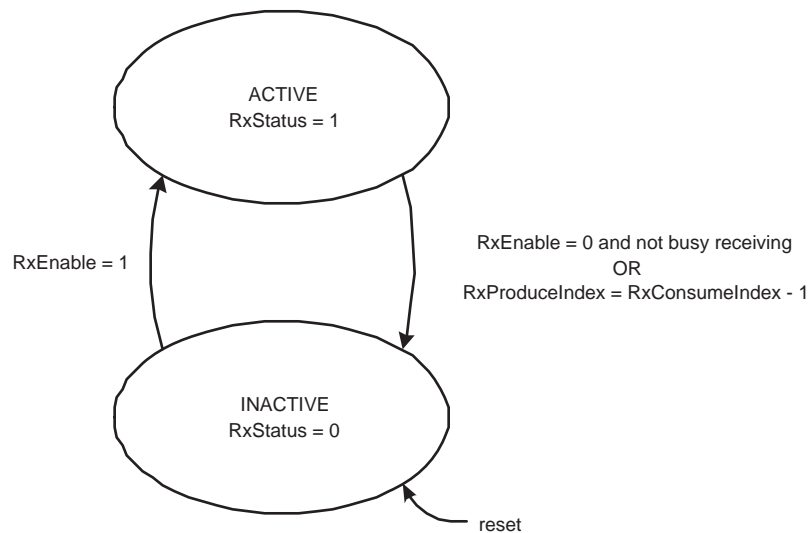 ACTIVE
RxStatus = 1
RxEnable = 1
RxEnable = 0 and not busy receiving
OR
RxProduceIndex = RxConsumeIndex - 1
INACTIVE
RxStatus = 0
reset